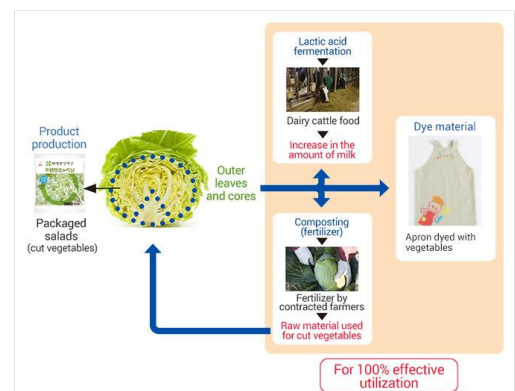 Lactic acid
fermentation
Dairy cattle food
Increase in the
amount of milk
Product
production
Packaged
salads
(cut vegetables)
Outer
leaves
and cores
Dye material
Apron dyed with
vegetables
Composting
(fertilizer)
Fertilizer by
contracted farmers
Raw material used
for cut vegetables
For 100% effective
utilization